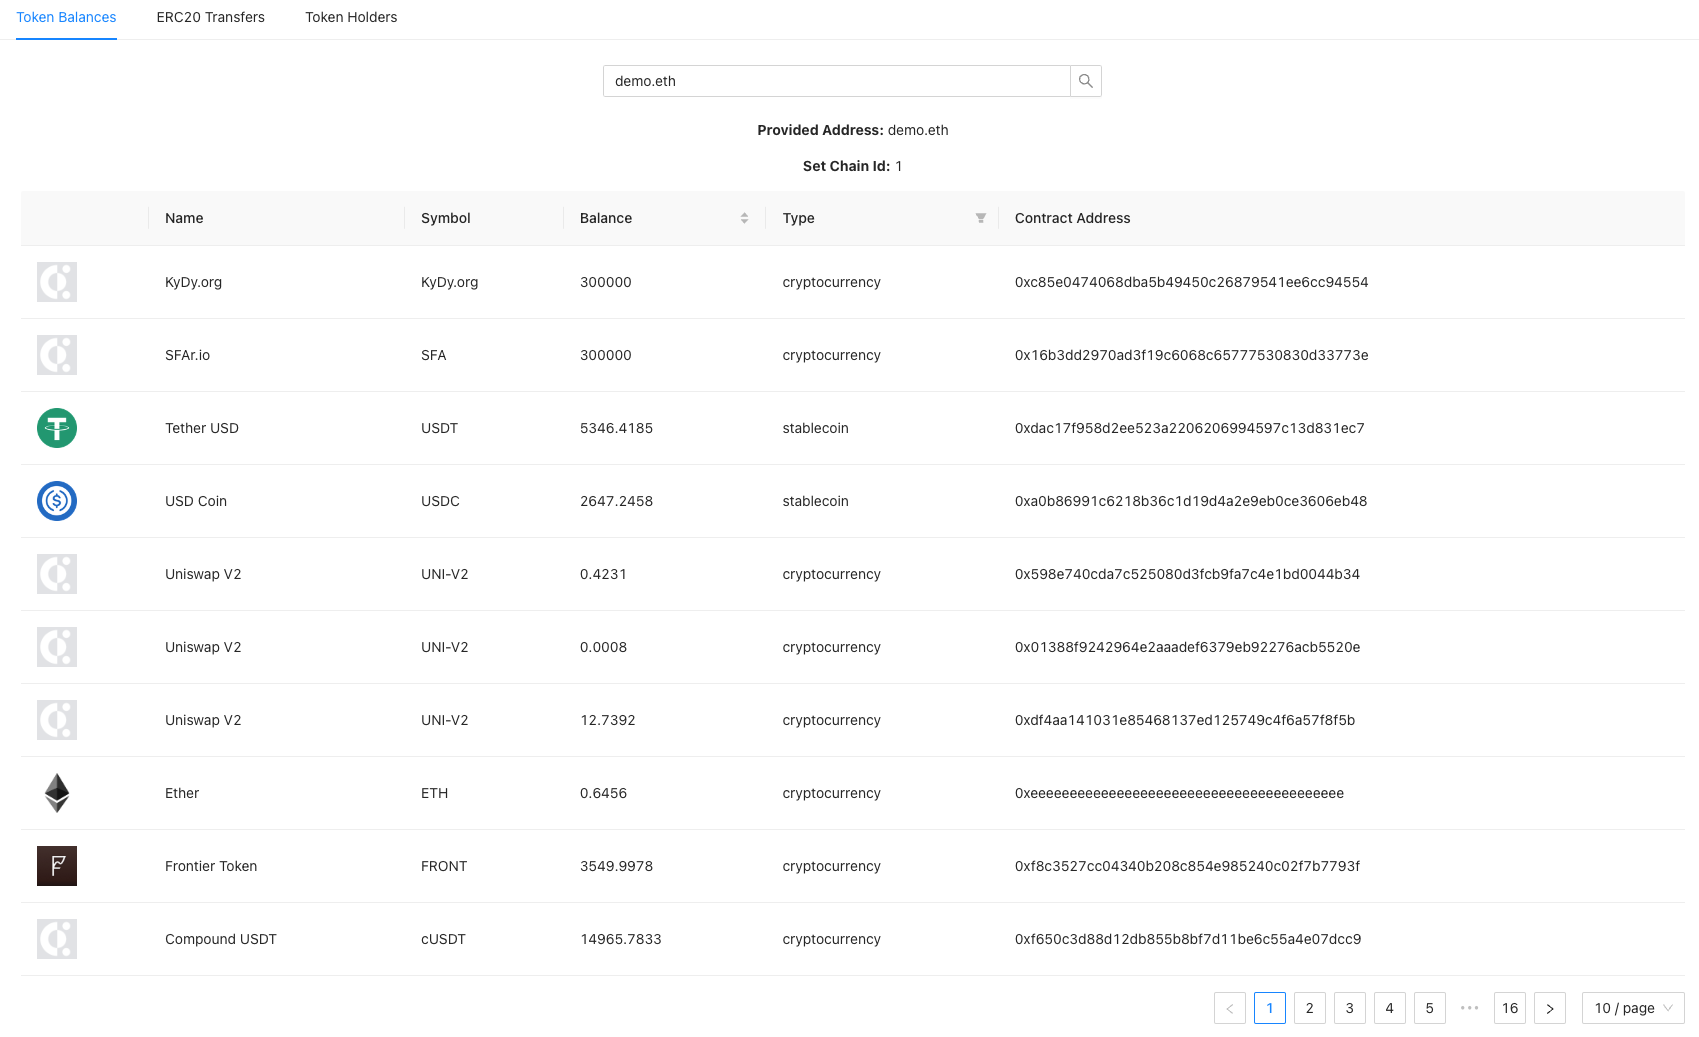 Token Balances ERC20 Transfers Token Holders
demo.eth
Provided Address: demo.eth
Set Chain Id: 1
Name Symbol Balance Type Contract Address
KyDy.org KyDy.org 300000 cryptocurrency 0xc85e0474068dba5b49450c26879541ee6cc94554
SFAr.io SFA 300000 cryptocurrency 0x16b3dd2970ad3f19c6068c65777530830d33773e
Tether USD USDT 5346.4185 stablecoin 0xdac17f958d2ee523a2206206994597c13d831ec7
USD Coin USDC 2647.2458 stablecoin 0xa0b86991c6218b36c1d19d4a2e9eb0ce3606eb48
Uniswap V2 UNI-V2 0.4231 cryptocurrency 0x598e740cda7c525080d3fcb9fa7c4e1bd0044b34
Uniswap V2 UNI-V2 0.0008 cryptocurrency 0x01388f9242964e2aaadef6379eb92276acb5520e
Uniswap V2 UNI-V2 12.7392 cryptocurrency 0xdf4aa141031e85468137ed125749c4f6a57f8f5b
Ether ETH 0.6456 cryptocurrency 0xeeeeeeeeeeeeeeeeeeeeeeeeeeeeeeeeeeeeeeee
Frontier Token FRONT 3549.9978 cryptocurrency 0xf8c3527cc04340b208c854e985240c02f7b7793f
Compound USDT cUSDT 14965.7833 cryptocurrency 0xf650c3d88d12db855b8bf7d11be6c55a4e07dcc9
< 1 2 3 4 5 ••• 16 > 10 / page